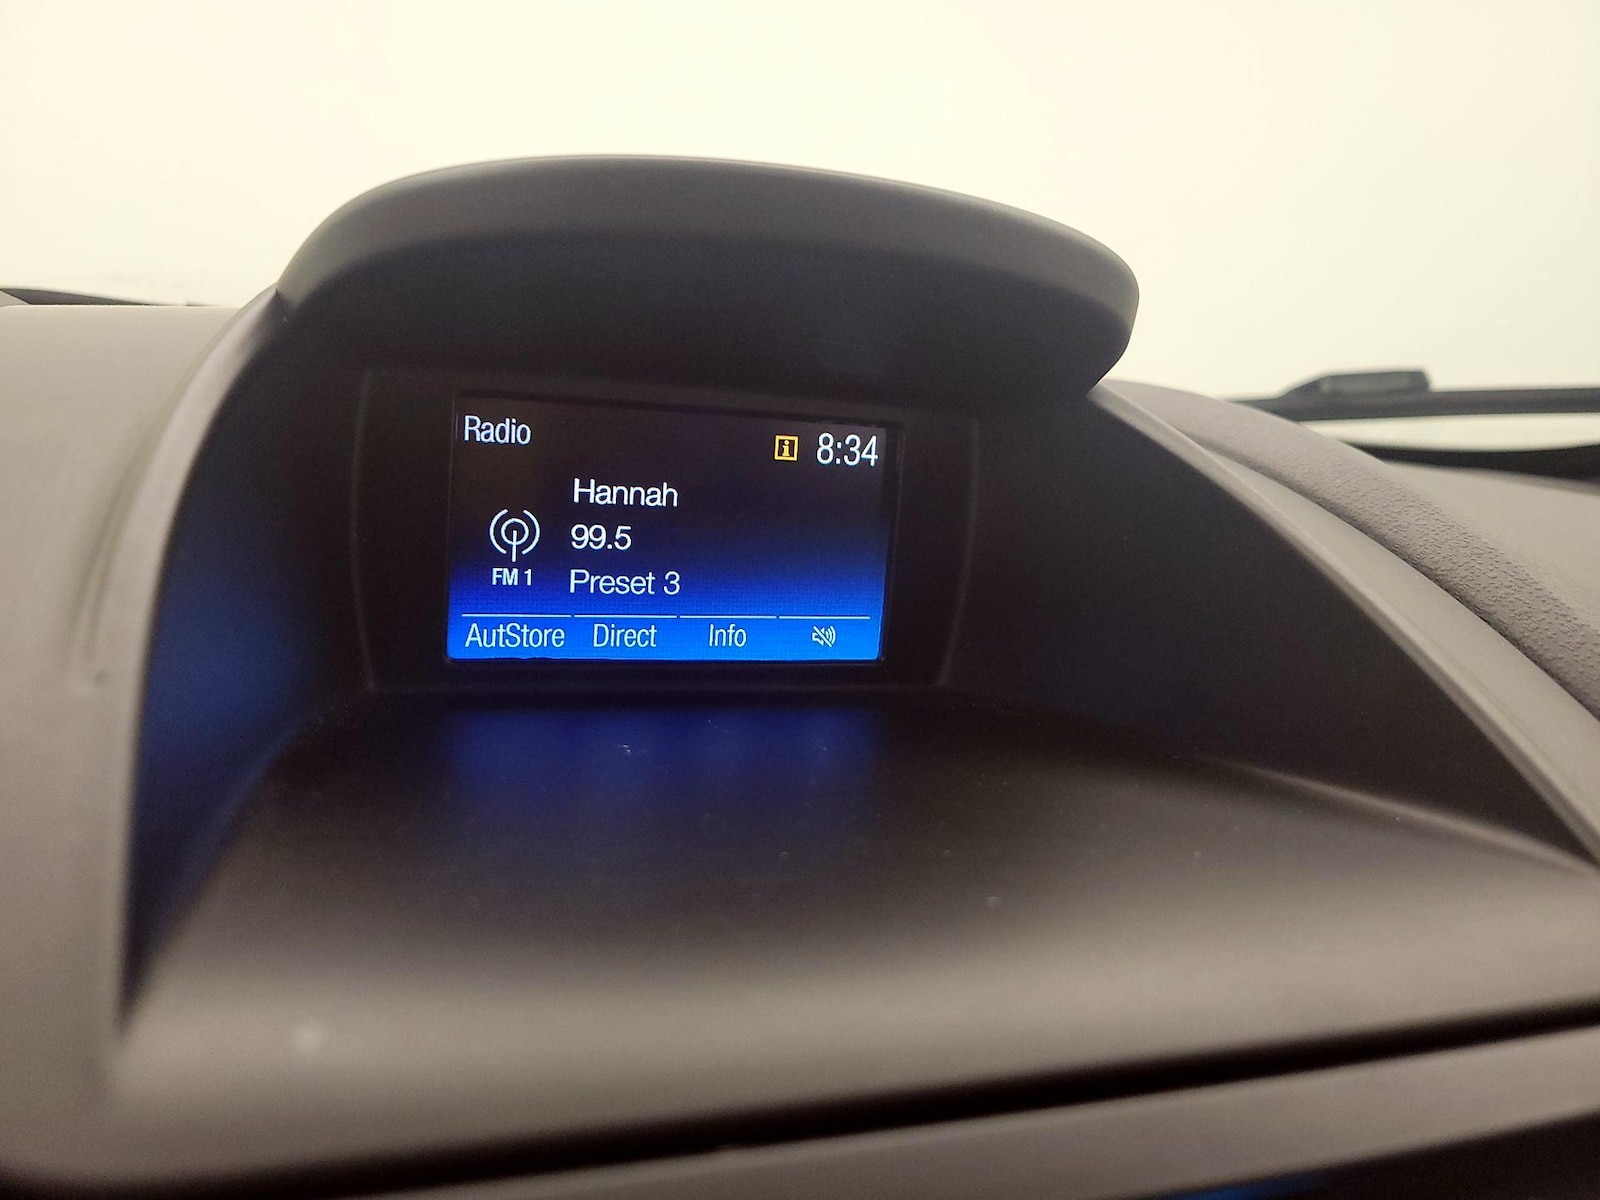 Radio
8:34
Hannah
99.5
FM 1
Preset 3
AutStore Direct Info